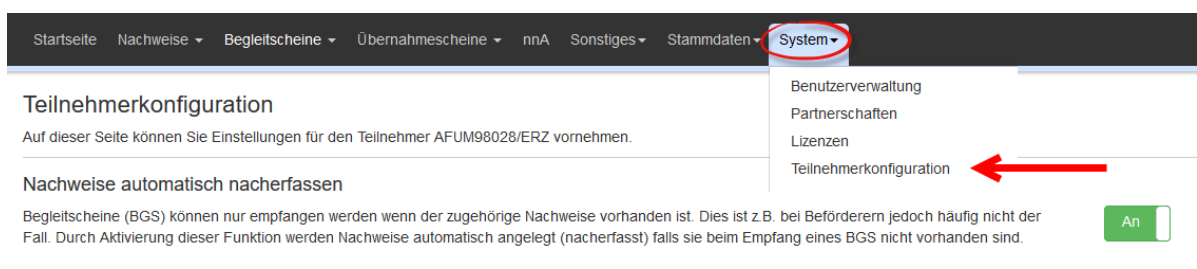 Startseite Nachweise Begleitscheine Übernahmescheine nnA Sonstiges Stammdaten System
Benutzerverwaltung
Partnerschaften
Lizenzen
Teilnehmerkonfiguration
Teilnehmerkonfiguration
Auf dieser Seite können Sie Einstellungen für den Teilnehmer AFUM98028/ERZ vornehmen.
Nachweise automatisch nacherfassen
Begleitscheine (BGS) können nur empfangen werden wenn der zugehörige Nachweise vorhanden ist. Dies ist z.B. bei Beförderern jedoch häufig nicht der
Fall. Durch Aktivierung dieser Funktion werden Nachweise automatisch angelegt (nacherfasst) falls sie beim Empfang eines BGS nicht vorhanden sind.
An